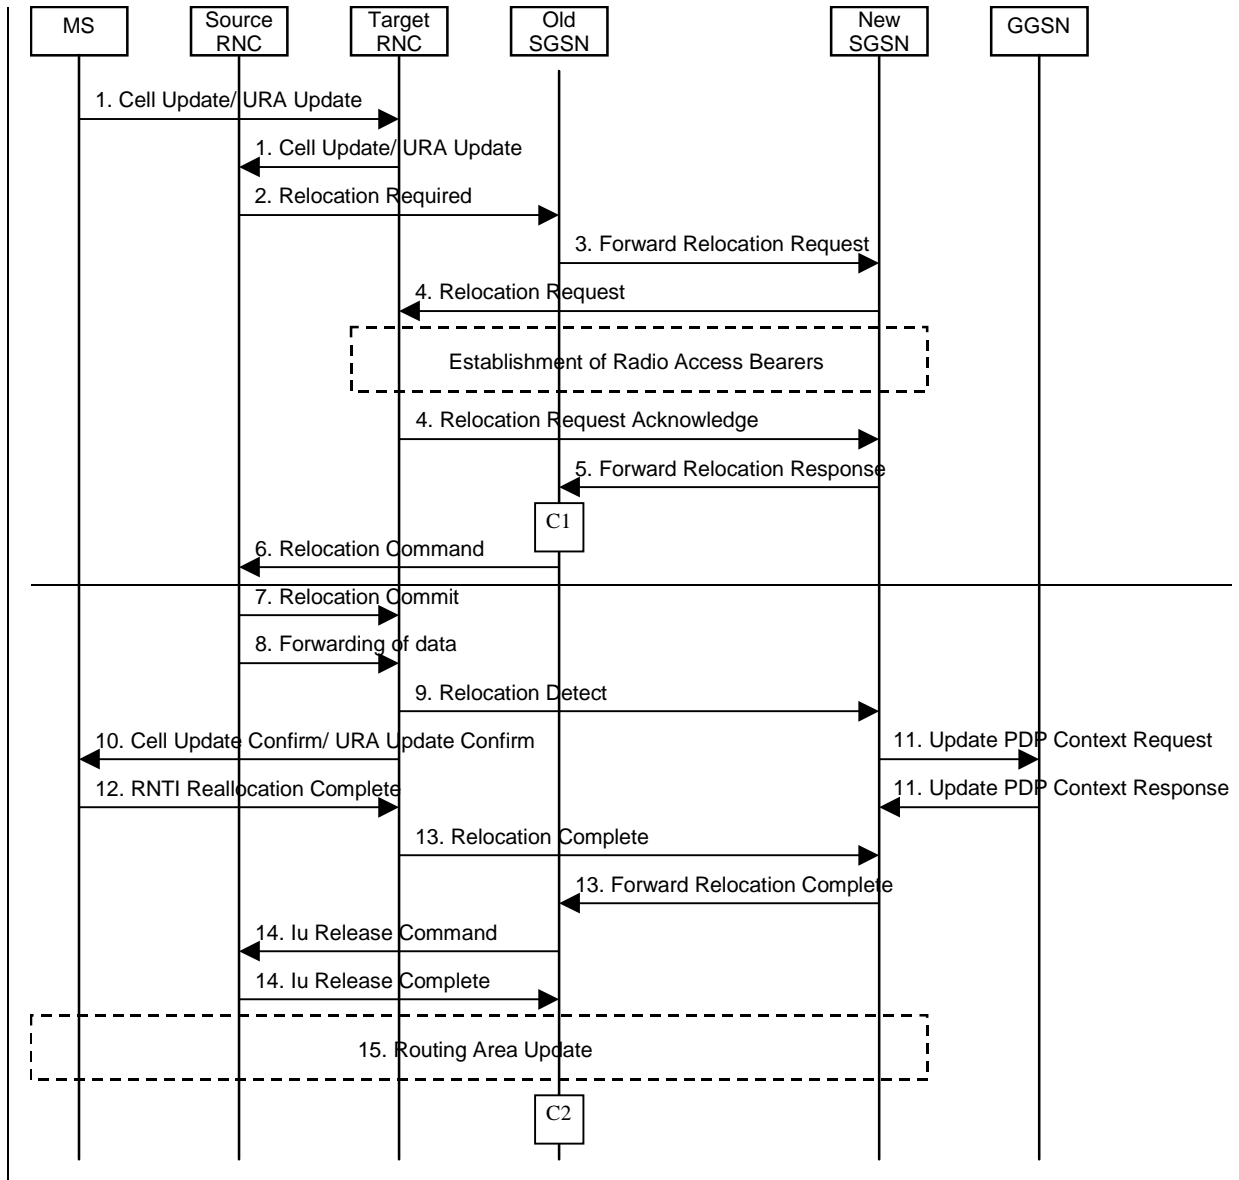 MS
Source
RNC
Target
RNC
Old
SGSN
New
SGSN
GGSN
1. Cell Update/ URA Update
1. Cell Update/ URA Update
2. Relocation Required
3. Forward Relocation Request
4. Relocation Request
Establishment of Radio Access Bearers
4. Relocation Request Acknowledge
5. Forward Relocation Response
C1
6. Relocation Command
7. Relocation Commit
8. Forwarding of data
9. Relocation Detect
10. Cell Update Confirm/ URA Update Confirm
11. Update PDP Context Request
12. RNTI Reallocation Complete
11. Update PDP Context Response
13. Relocation Complete
13. Forward Relocation Complete
14. Iu Release Command
14. Iu Release Complete
15. Routing Area Update
C2